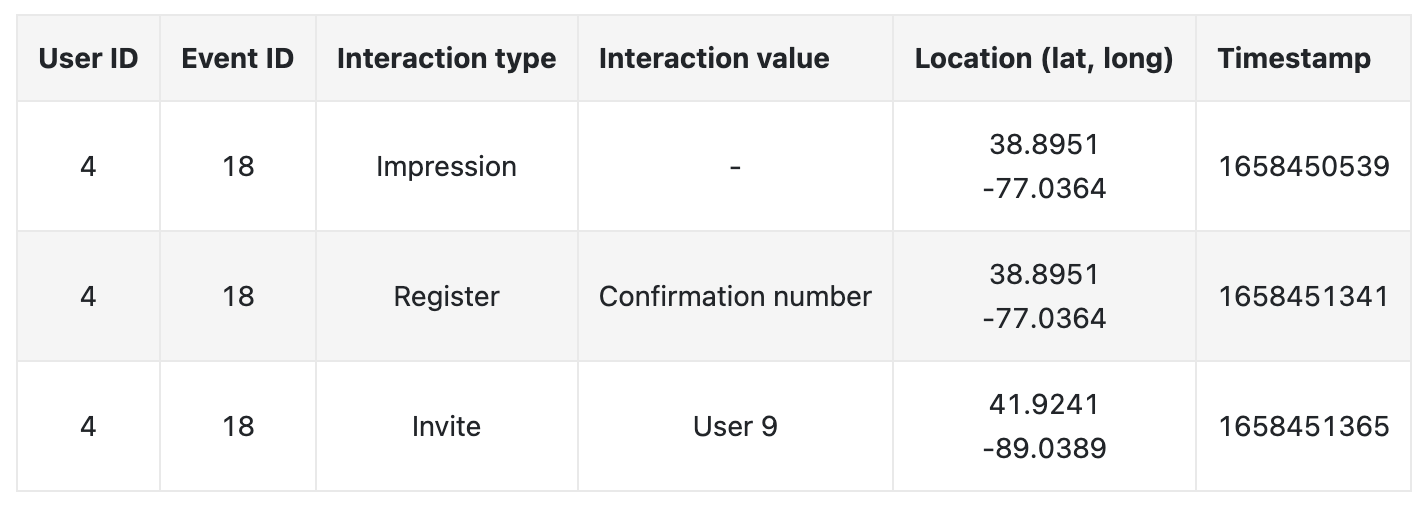 User ID Event ID Interaction type Interaction value Location (lat, long) Timestamp
4 18 Impression - 38.8951 -77.0364 1658450539
4 18 Register Confirmation number 38.8951 -77.0364 1658451341
4 18 Invite User 9 41.9241 -89.0389 1658451365